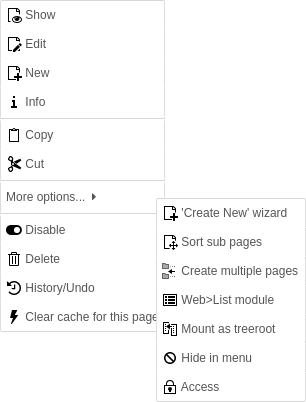 Show
Edit
New
Info
Copy
Cut
More options...
Disable
Delete
History/Undo
Clear cache for this page
'Create New' wizard
Sort sub pages
Create multiple pages
Web>List module
Mount as treeroot
Hide in menu
Access